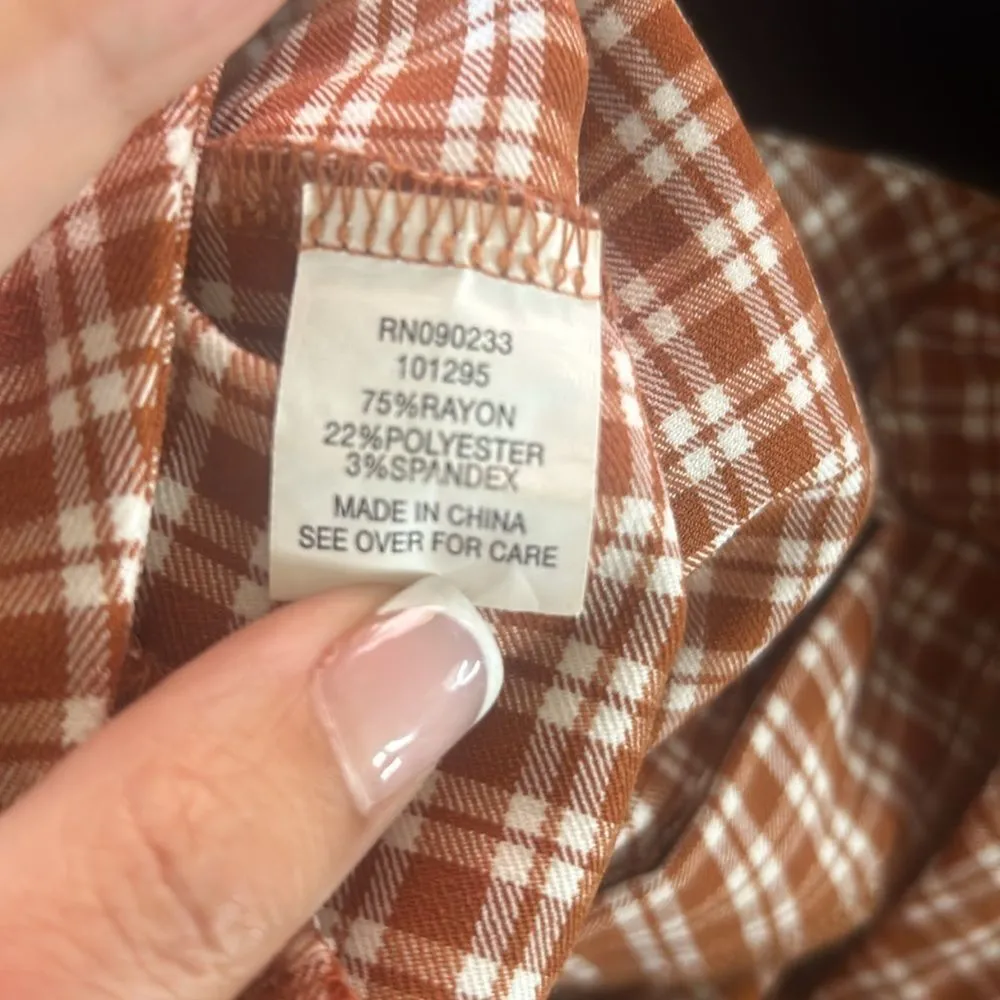 RN090233
101295
75%RAYON
22%POLYESTER
3%SPANDEX
MADE IN CHINA
SEE OVER FOR CARE